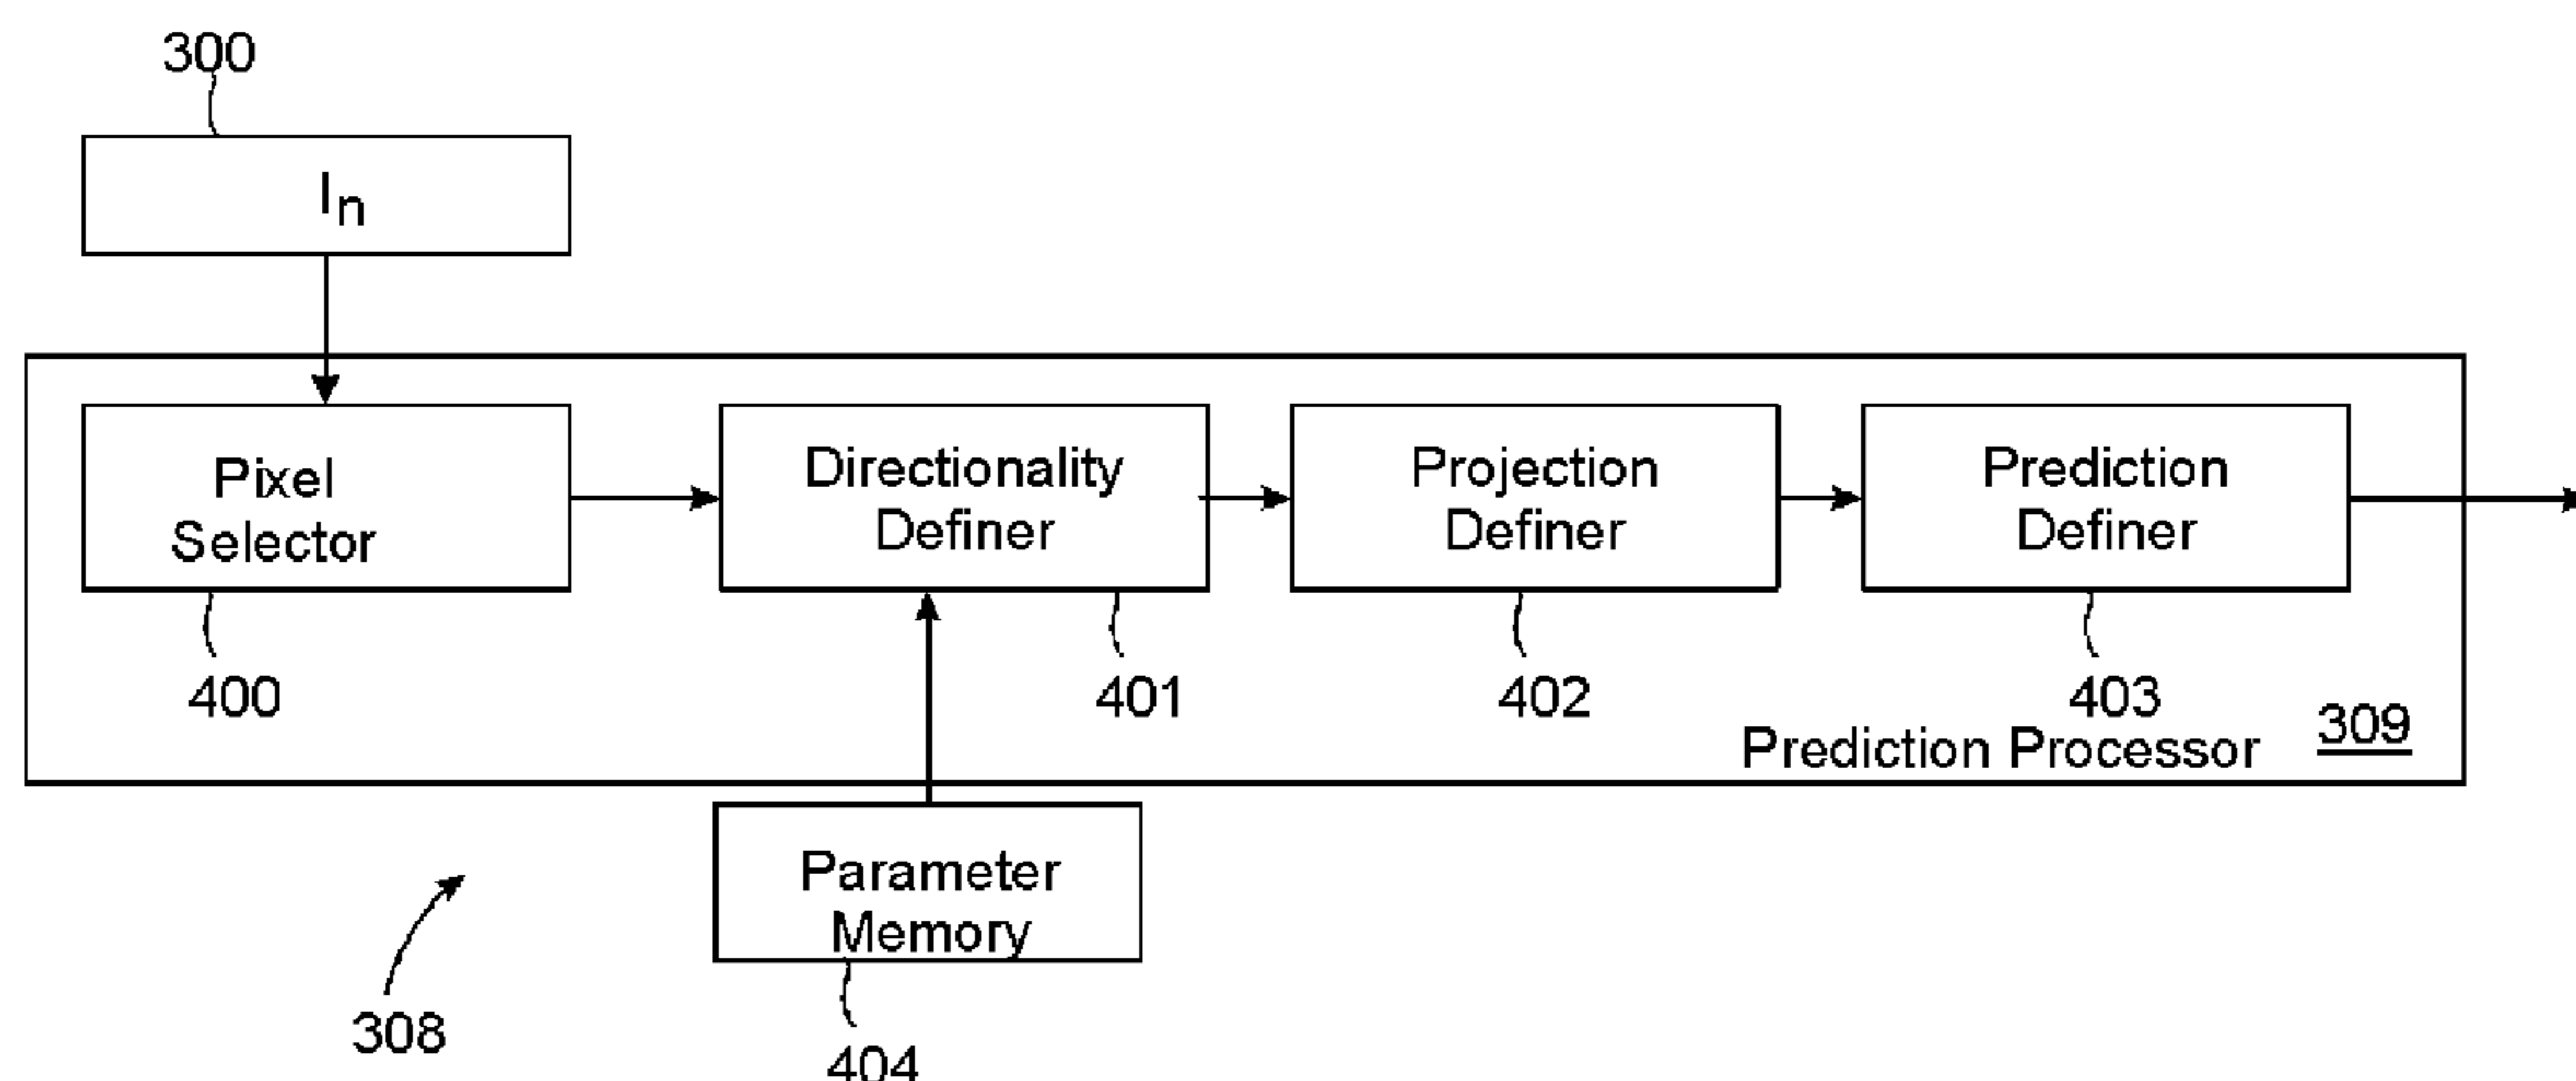 300
In
Pixel
Selector
Directionality
Definer
Projection
Definer
Prediction
Definer
400
401
402
403
Prediction Processor 309
Parameter
Memory
308
404